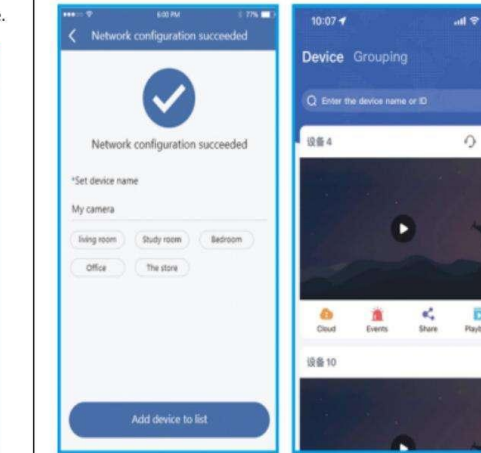 e.
6:00 PM
77%
Network configuration succeeded
Network configuration succeeded
*Set device name
My camera
living room
Study room
Bedroom
Office
The store
Add device to list
10:07
Device Grouping
Enter the device name or ID
设备 4
Cloud
Events
Share
设备 10